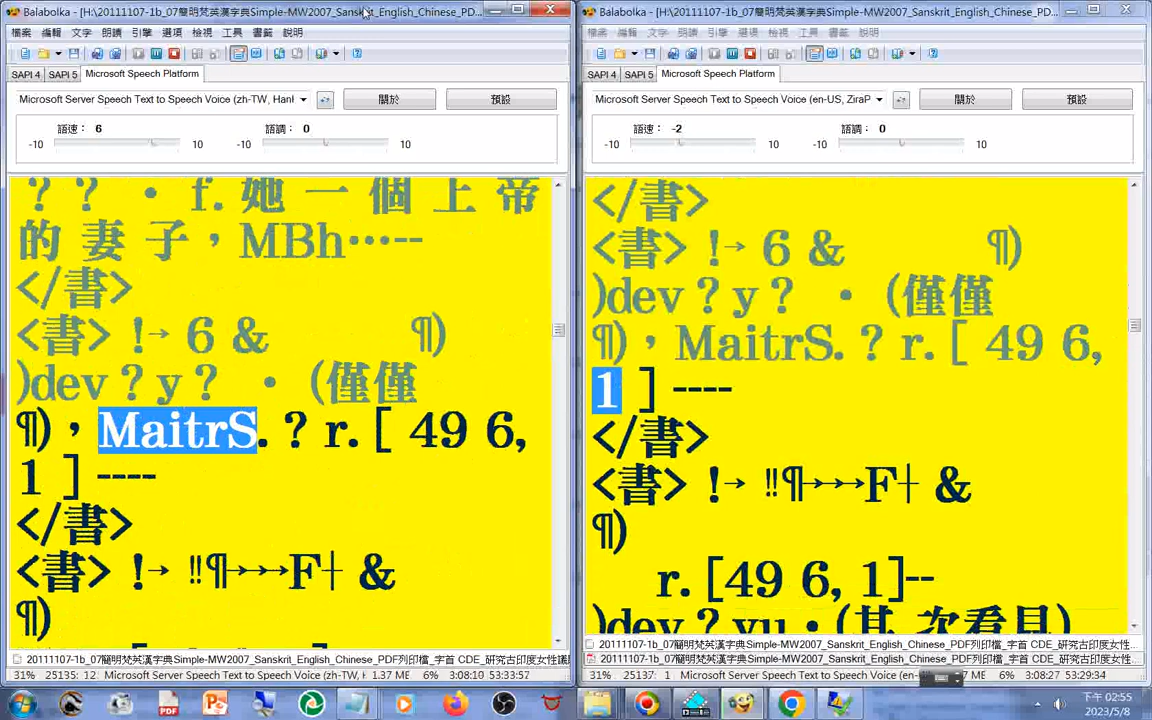 Balabolka - [H:\20111107-1b_07簡明梵英漢字典Simple-MW2007_Sanskrit_English_Chinese_PD...
檔案 編輯 文字 朗讀 引擎 選項 檢視 工具 書籤 說明
SAPI 4 SAPI 5 Microsoft Speech Platform
Microsoft Server Speech Text to Speech Voice (zh-TW, Hanl
關於
預設
語速： 6
語調： 0
-10 10 -10 10
？？ · f. 她一個上帝
的妻子，MBh…--
</書>
<書> !→ 6 & ¶)
)dev？y？ · (僅僅
¶)，MaitrS.？r. [ 49 6,
1 ] ----
</書>
<書> !→ ‼¶→→→F┼ &
¶)
20111107-1b_07簡明梵英漢字典Simple-MW2007_Sanskrit_English_Chinese_PDF列印檔_字首 CDE_研究古印度女性議
31% 25135: 12 Microsoft Server Speech Text to Speech Voice (zh-TW, H 1.37 ME 6% 3:08:10 53:33:57
Balabolka - [H:\20111107-1b_07簡明梵英漢字典Simple-MW2007_Sanskrit_English_Chinese_PD...
檔案 編輯 文字 朗讀 引擎 選項 檢視 工具 書籤 說明
SAPI 4 SAPI 5 Microsoft Speech Platform
Microsoft Server Speech Text to Speech Voice (en-US, ZiraP
關於
預設
語速： -2
語調： 0
-10 10 -10 10
</書>
<書> !→ 6 & ¶)
)dev？y？ · (僅僅
¶)，MaitrS.？r. [ 49 6,
1 ] ----
</書>
<書> !→ ‼¶→→→F┼ &
¶)
r. [49 6, 1]--
)dev？yu·(其次看見)
20111107-1b_07簡明梵英漢字典Simple-MW2007_Sanskrit_English_Chinese_PDF列印檔_字首 CDE_研究古印度女性...
20111107-1b_07簡明梵英漢字典Simple-MW2007_Sanskrit_English_Chinese_PDF列印檔_字首 CDE_研究古印度女性...
31% 25137: 1 Microsoft Server Speech Text to Speech Voice (en-US, ME 6% 3:08:27 53:29:34
PDF
下午 02:55
2023/5/8